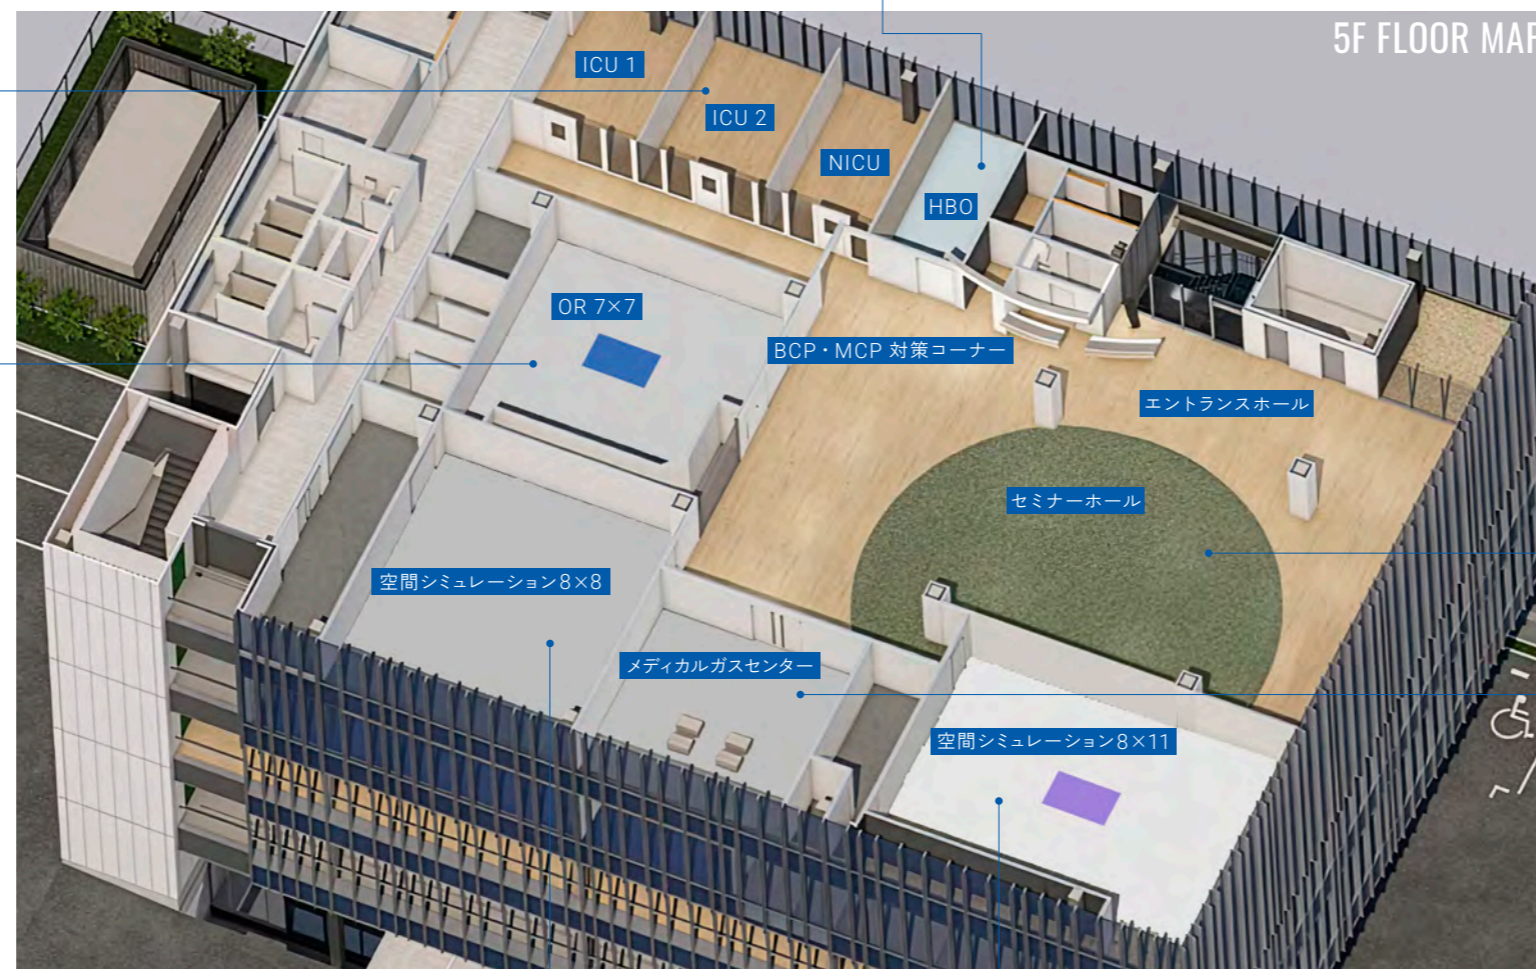 5F FLOOR MAP
ICU 1
ICU 2
NICU
HBO
OR 7×7
BCP・MCP 対策コーナー
エントランスホール
セミナーホール
空間シミュレーション8×8
メディカルガスセンター
空間シミュレーション8×11